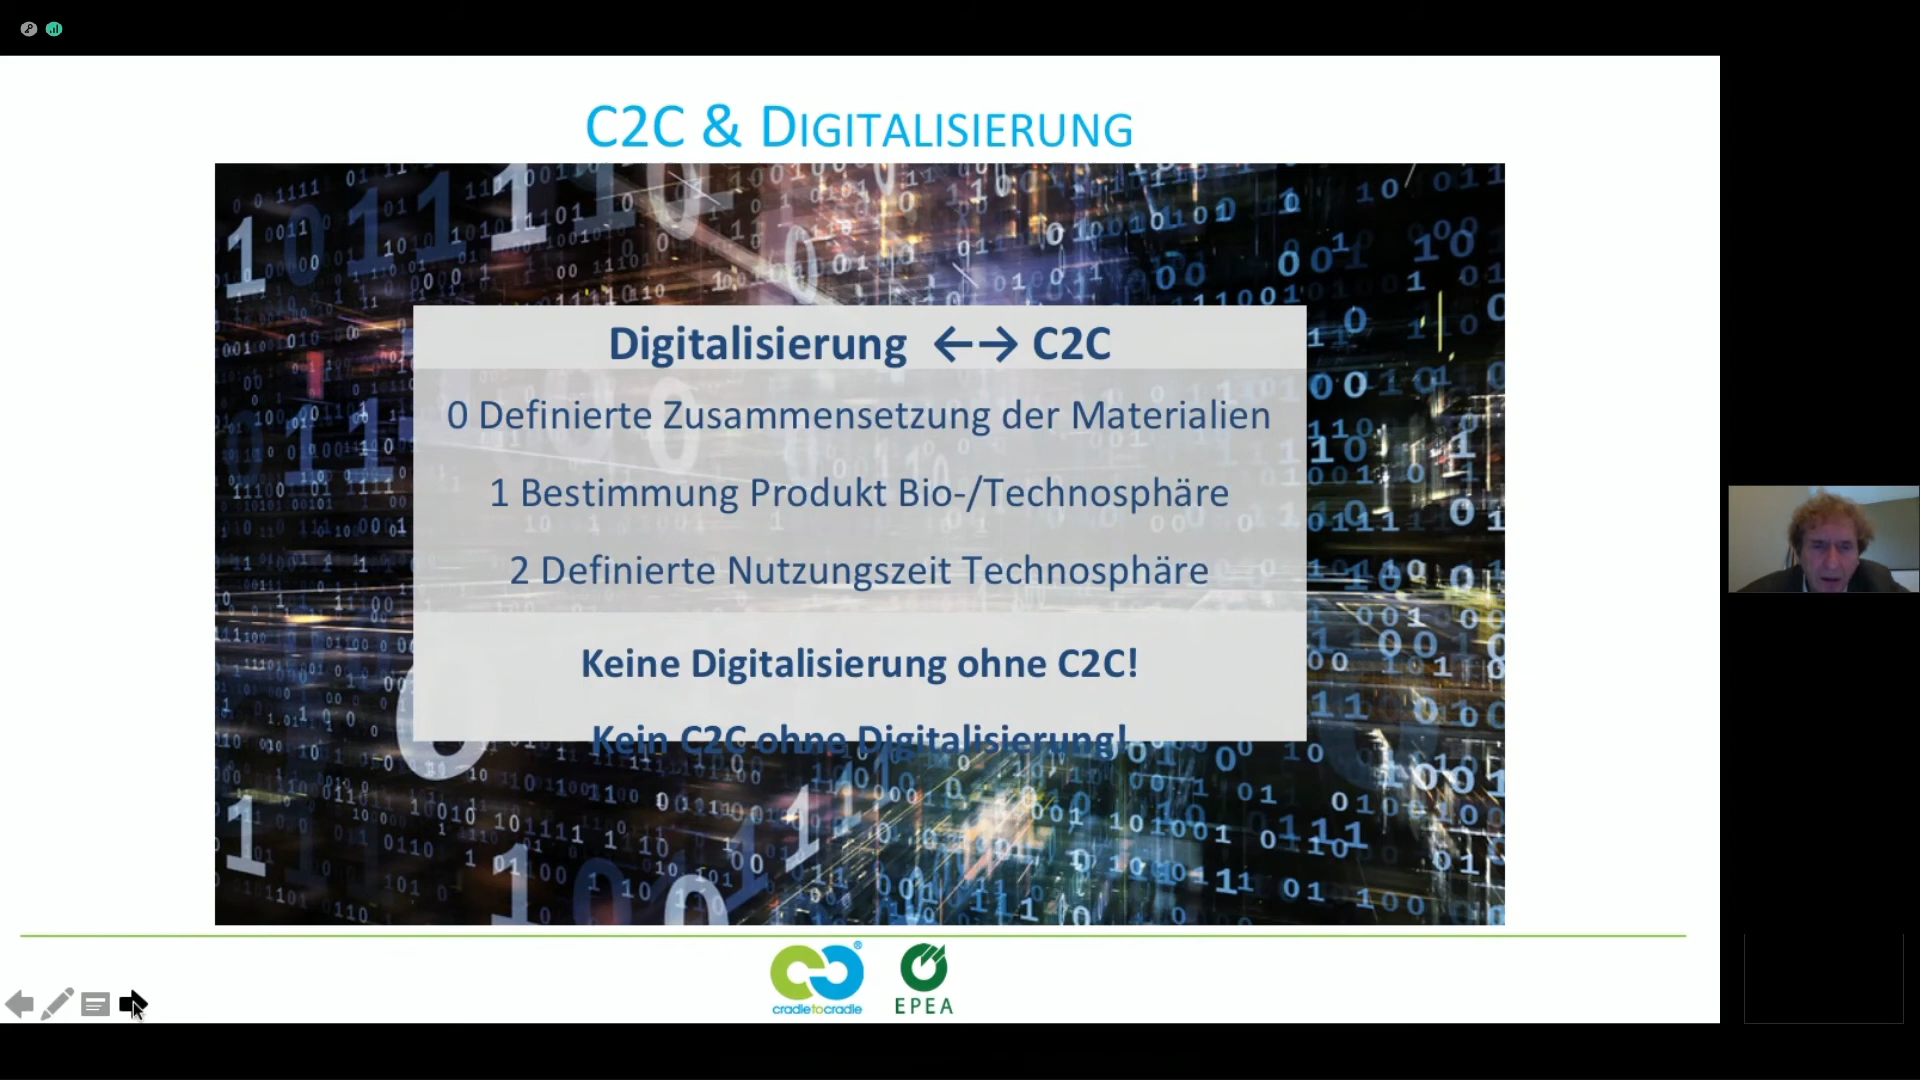 C2C & DIGITALISIERUNG
Digitalisierung ←→ C2C
0 Definierte Zusammensetzung der Materialien
1 Bestimmung Produkt Bio-/Technosphäre
2 Definierte Nutzungszeit Technosphäre
Keine Digitalisierung ohne C2C!
Kein C2C ohne Digitalisierung!
cradletocradle®
EPEA